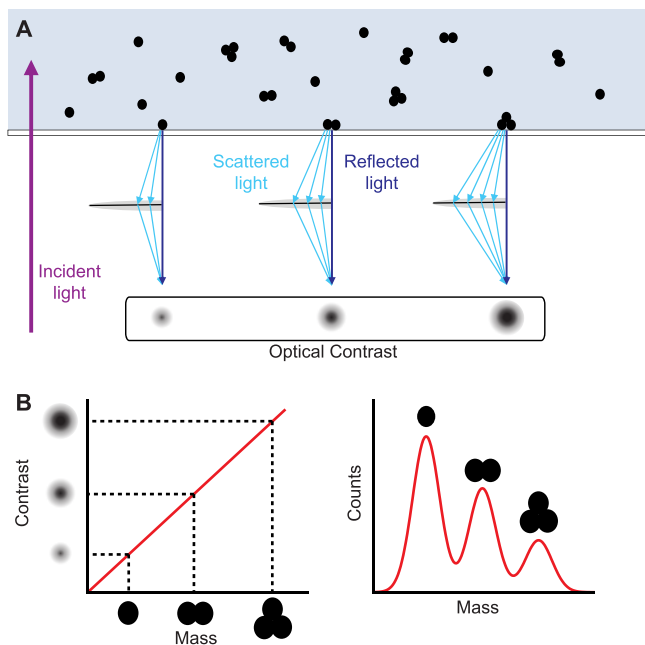 A
Scattered
light
Reflected
light
Incident
light
Optical Contrast
B
Contrast
Mass
Counts
Mass